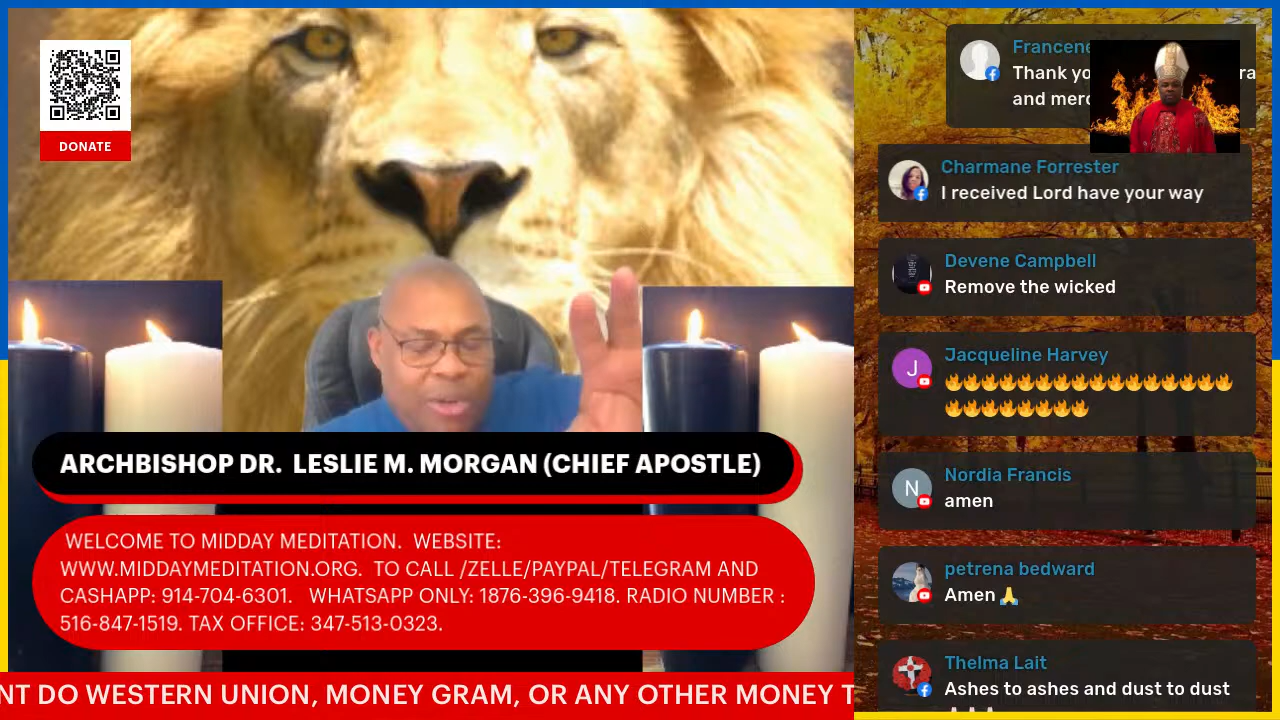 DONATE
ARCHBISHOP DR. LESLIE M. MORGAN (CHIEF APOSTLE)
WELCOME TO MIDDAY MEDITATION. WEBSITE:
WWW.MIDDAYMEDITATION.ORG. TO CALL /ZELLE/PAYPAL/TELEGRAM AND
CASHAPP: 914-704-6301. WHATSAPP ONLY: 1876-396-9418. RADIO NUMBER :
516-847-1519. TAX OFFICE: 347-513-0323.
NT DO WESTERN UNION, MONEY GRAM, OR ANY OTHER MONEY T
Francene
Thank yo
and merc
Charmane Forrester
I received Lord have your way
Devene Campbell
Remove the wicked
J
Jacqueline Harvey
🔥🔥🔥🔥🔥🔥🔥🔥🔥🔥🔥🔥🔥🔥🔥🔥
🔥🔥🔥🔥🔥🔥🔥🔥
N
Nordia Francis
amen
petrena bedward
Amen 🙏
Thelma Lait
Ashes to ashes and dust to dust